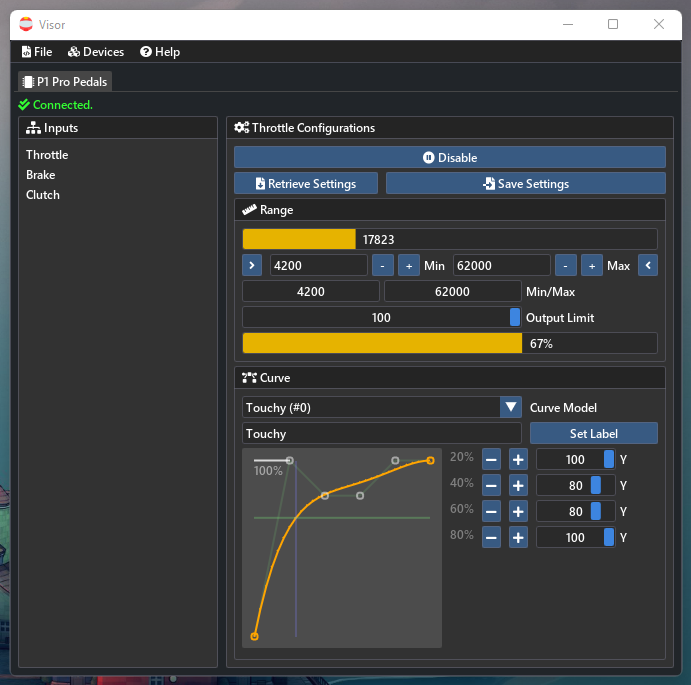 Visor
File Devices Help
P1 Pro Pedals
Connected.
Inputs
Throttle
Brake
Clutch
Throttle Configurations
Disable
Retrieve Settings Save Settings
Range
17823
4200 - + Min 62000 - + Max
4200 62000 Min/Max
100 Output Limit
67%
Curve
Touchy (#0) Curve Model
Touchy Set Label
100%
20% - + 100 Y
40% - + 80 Y
60% - + 80 Y
80% - + 100 Y